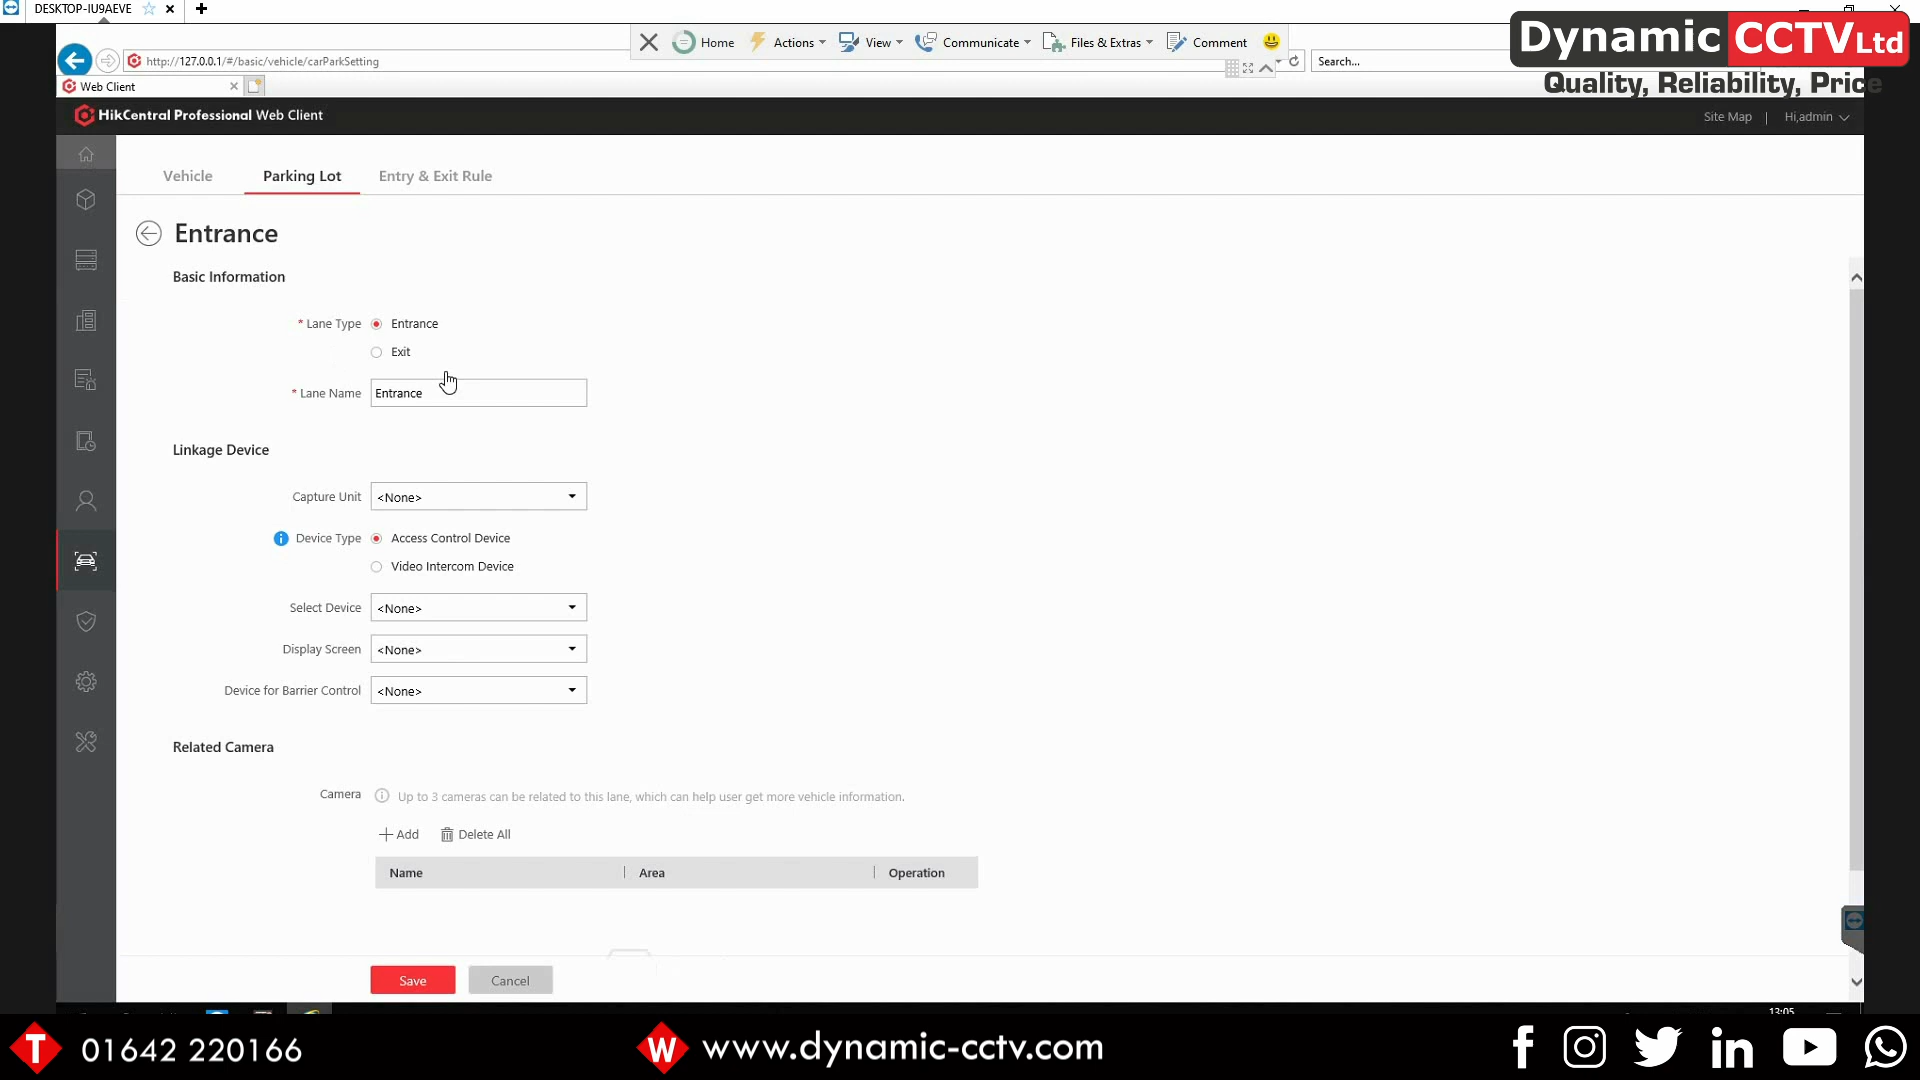 DESKTOP-IU9AEVE
Home
Actions
View
Communicate
Files & Extras
Comment
Dynamic CCTV Ltd
Quality, Reliability, Price
http://127.0.0.1/#/basic/vehicle/carParkSetting
Search...
Web Client
HikCentral Professional Web Client
Site Map
Hi,admin
Vehicle
Parking Lot
Entry & Exit Rule
Entrance
Basic Information
* Lane Type
Entrance
Exit
* Lane Name
Entrance
Linkage Device
Capture Unit
<None>
Device Type
Access Control Device
Video Intercom Device
Select Device
<None>
Display Screen
<None>
Device for Barrier Control
<None>
Related Camera
Camera
Up to 3 cameras can be related to this lane, which can help user get more vehicle information.
Add
Delete All
Name
Area
Operation
Save
Cancel
13:05
T 01642 220166
W www.dynamic-cctv.com